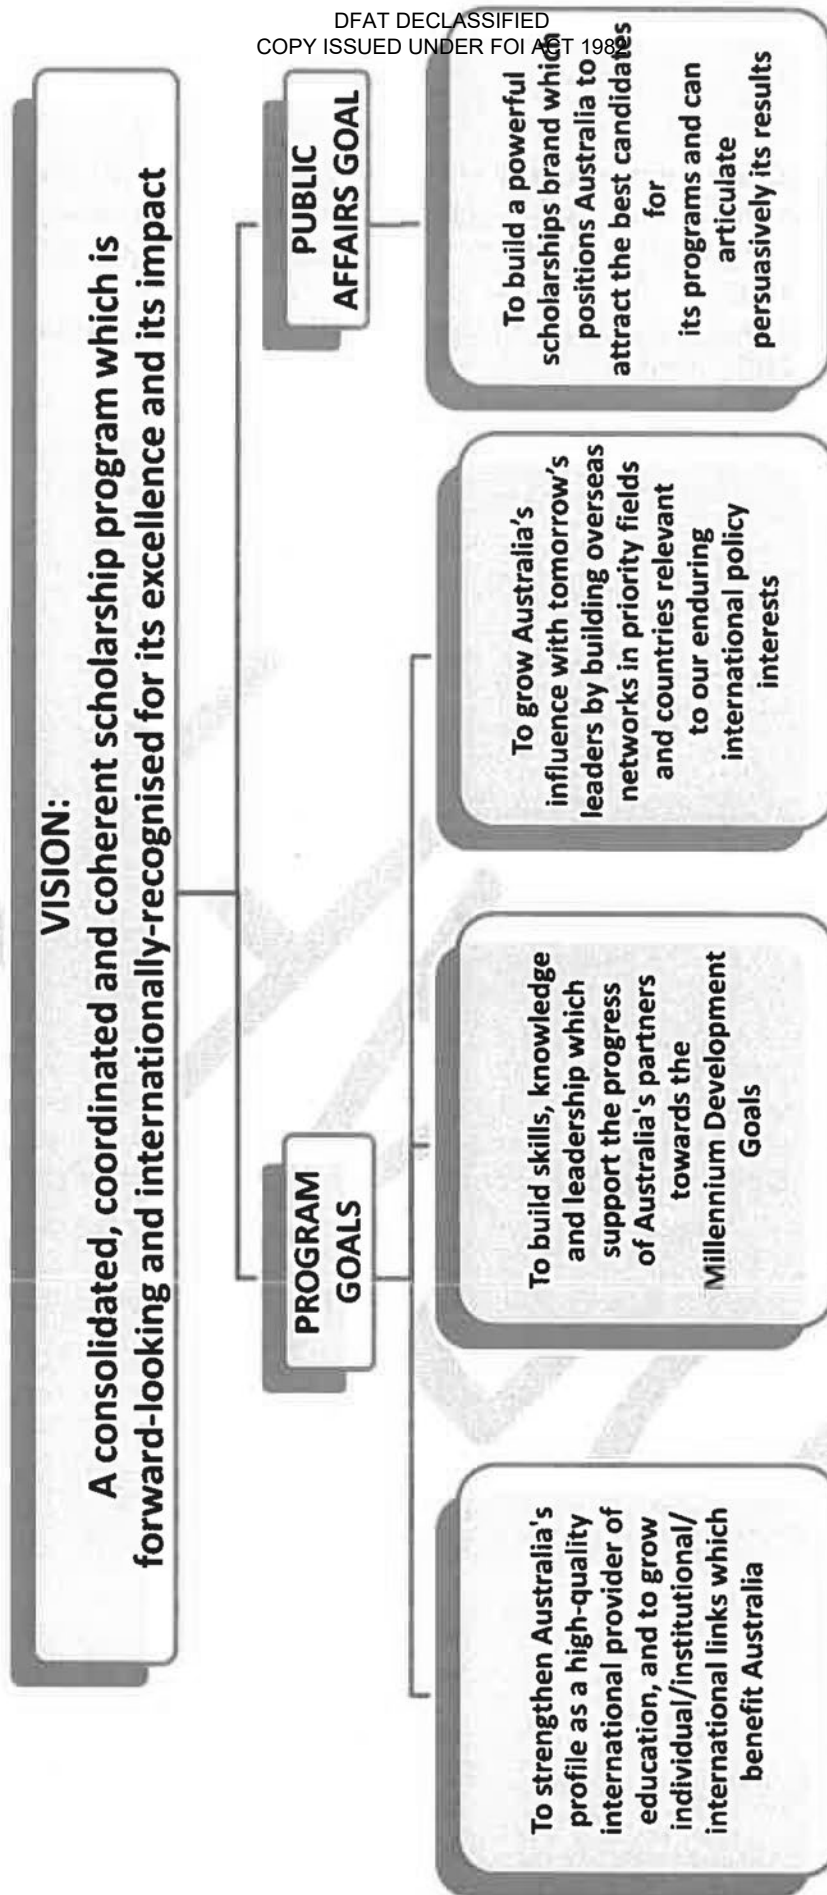 DFAT DECLASSIFIED
COPY ISSUED UNDER FOI ACT 1982
VISION:
A consolidated, coordinated and coherent scholarship program which is
forward-looking and internationally-recognised for its excellence and its impact
PROGRAM
GOALS
PUBLIC
AFFAIRS GOAL
To strengthen Australia's
profile as a high-quality
international provider of
education, and to grow
individual/institutional/
international links which
benefit Australia
To build skills, knowledge
and leadership which
support the progress
of Australia's partners
towards the
Millennium Development
Goals
To grow Australia's
influence with tomorrow's
leaders by building overseas
networks in priority fields
and countries relevant
to our enduring
international policy
interests
To build a powerful
scholarships brand which
positions Australia to
attract the best candidates
for
its programs and can
articulate
persuasively its results